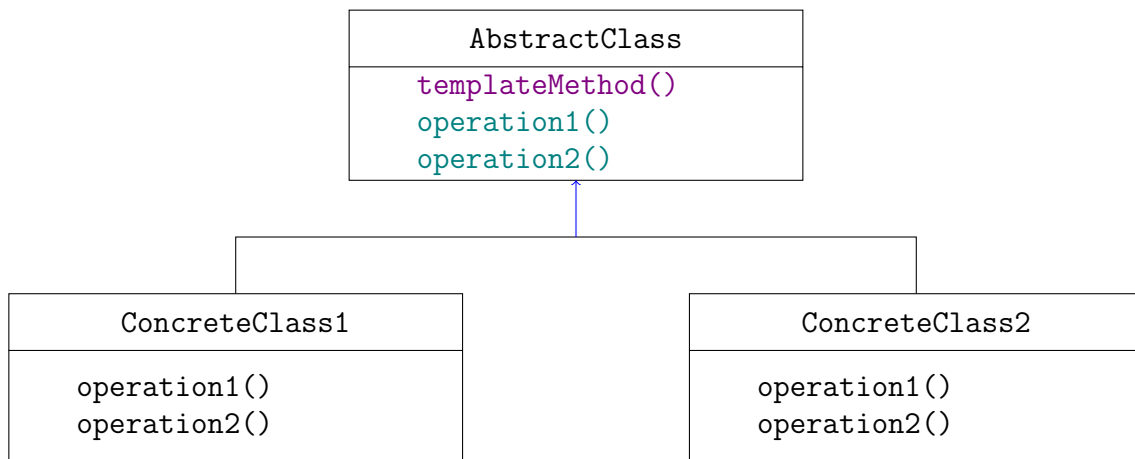 AbstractClass
templateMethod()
operation1()
operation2()
ConcreteClass1
operation1()
operation2()
ConcreteClass2
operation1()
operation2()